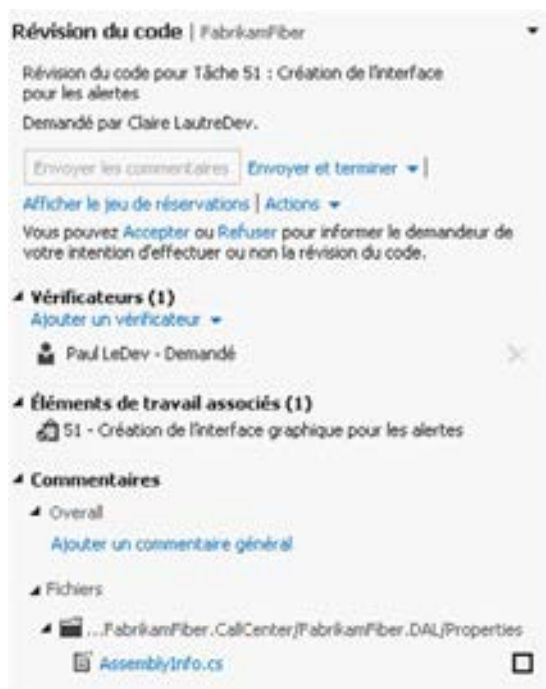 Révision du code | FabrikamFiber
Révision du code pour Tâche 51 : Création de l'interface
pour les alertes
Demandé par Claire LautreDev.
Envoyer les commentaires Envoyer et terminer |
Afficher le jeu de réservations | Actions
Vous pouvez Accepter ou Refuser pour informer le demandeur de
votre intention d'effectuer ou non la révision du code.
Vérificateurs (1)
Ajouter un vérificateur
Paul LeDev - Demandé
Éléments de travail associés (1)
51 - Création de l'interface graphique pour les alertes
Commentaires
Overall
Ajouter un commentaire général
Fichiers
...FabrikamFiber.CallCenter/FabrikamFiber.DAL/Properties
AssemblyInfo.cs